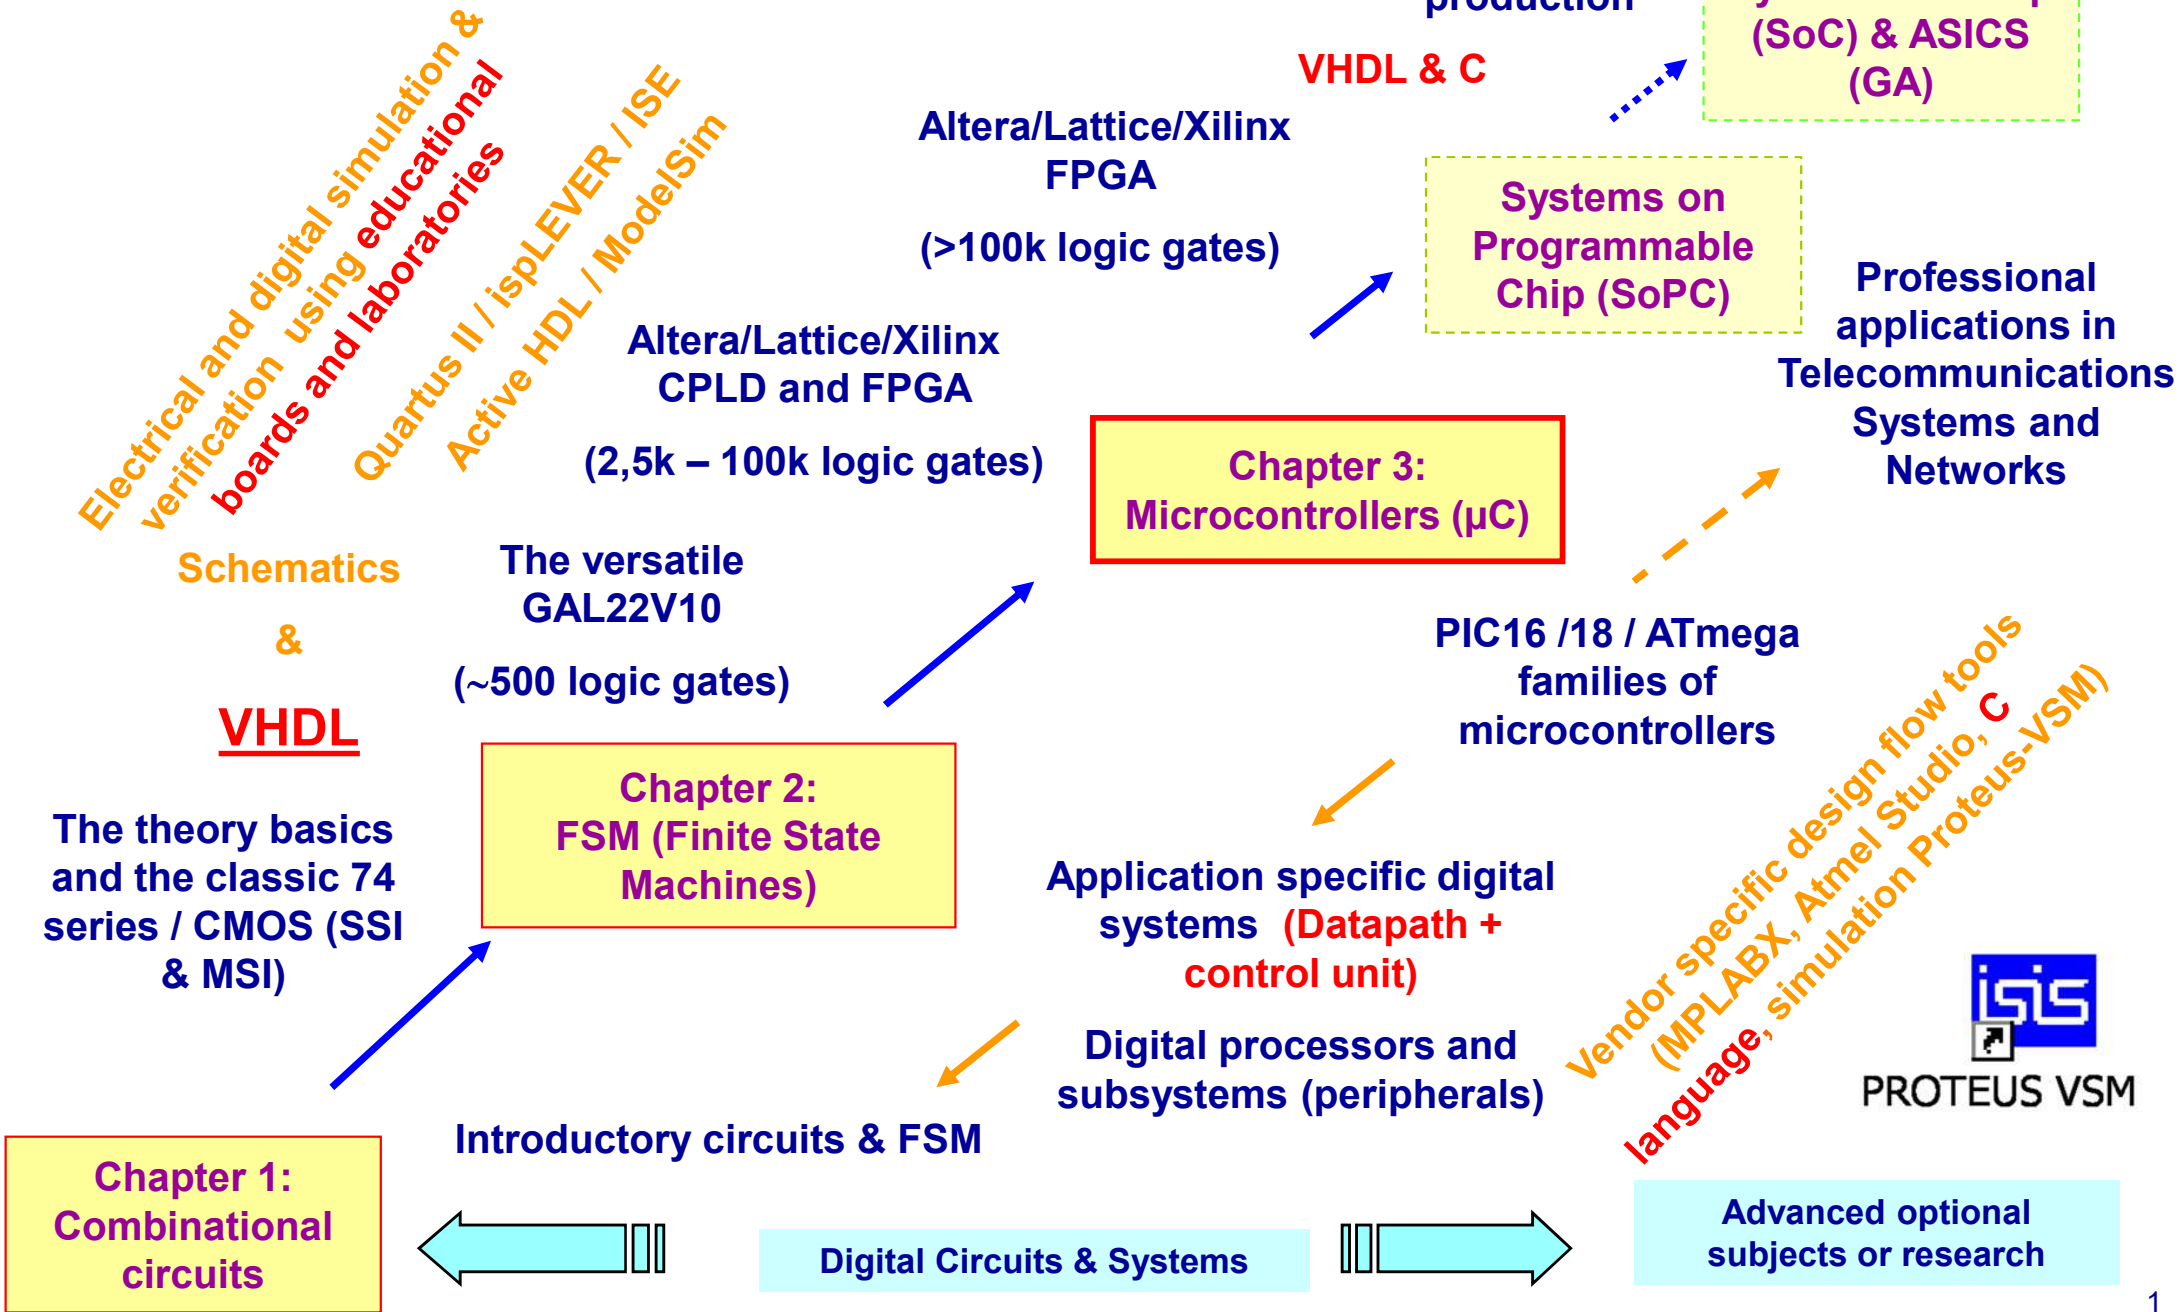 production
(SoC) & ASICS
(GA)
VHDL & C
Altera/Lattice/Xilinx
FPGA
(>100k logic gates)
Systems on
Programmable
Chip (SoPC)
Professional
applications in
Telecommunications
Systems and
Networks
Electrical and digital simulation &
verification using educational
boards and laboratories
Quartus II / ispLEVER / ISE
Active HDL / ModelSim
Altera/Lattice/Xilinx
CPLD and FPGA
(2,5k – 100k logic gates)
Chapter 3:
Microcontrollers (µC)
Schematics
&
VHDL
The versatile
GAL22V10
(~500 logic gates)
PIC16 /18 / ATmega
families of
microcontrollers
Chapter 2:
FSM (Finite State
Machines)
The theory basics
and the classic 74
series / CMOS (SSI
& MSI)
Application specific digital
systems (Datapath +
control unit)
Digital processors and
subsystems (peripherals)
Vendor specific design flow tools
(MPLABX, Atmel Studio, C
language, simulation Proteus-VSM)
isis
PROTEUS VSM
Introductory circuits & FSM
Chapter 1:
Combinational
circuits
Digital Circuits & Systems
Advanced optional
subjects or research
1